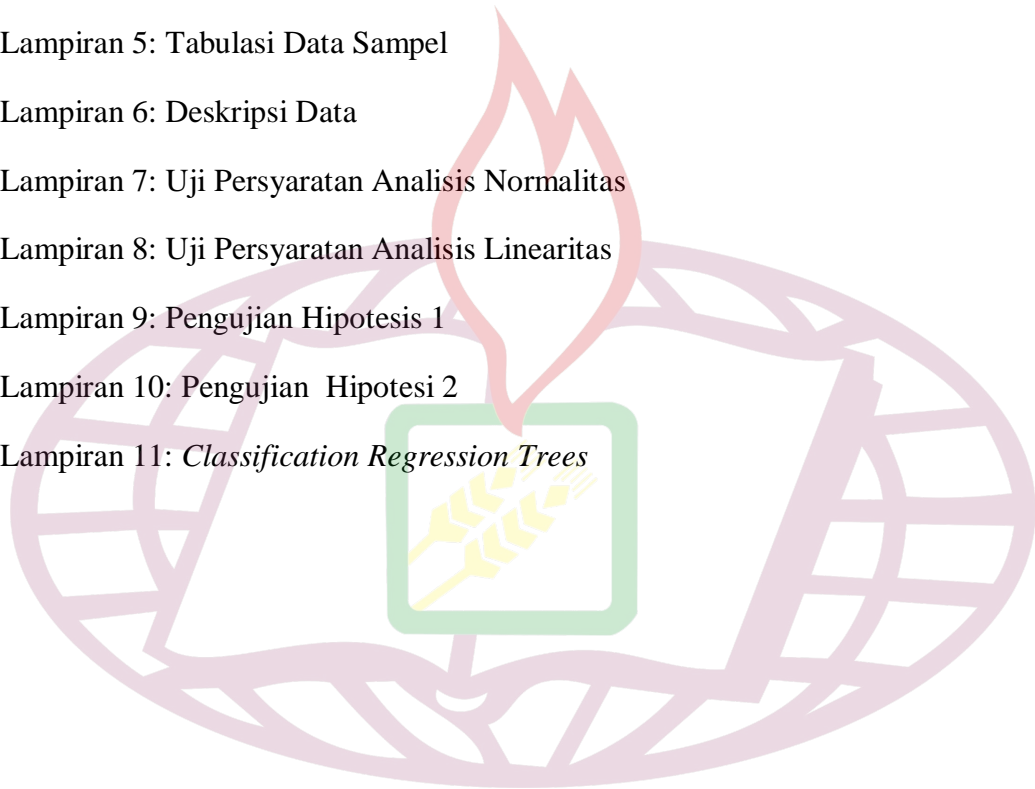 Lampiran 5: Tabulasi Data Sampel
Lampiran 6: Deskripsi Data
Lampiran 7: Uji Persyaratan Analisis Normalitas
Lampiran 8: Uji Persyaratan Analisis Linearitas
Lampiran 9: Pengujian Hipotesis 1
Lampiran 10: Pengujian  Hipotesi 2
Lampiran 11: Classification Regression Trees